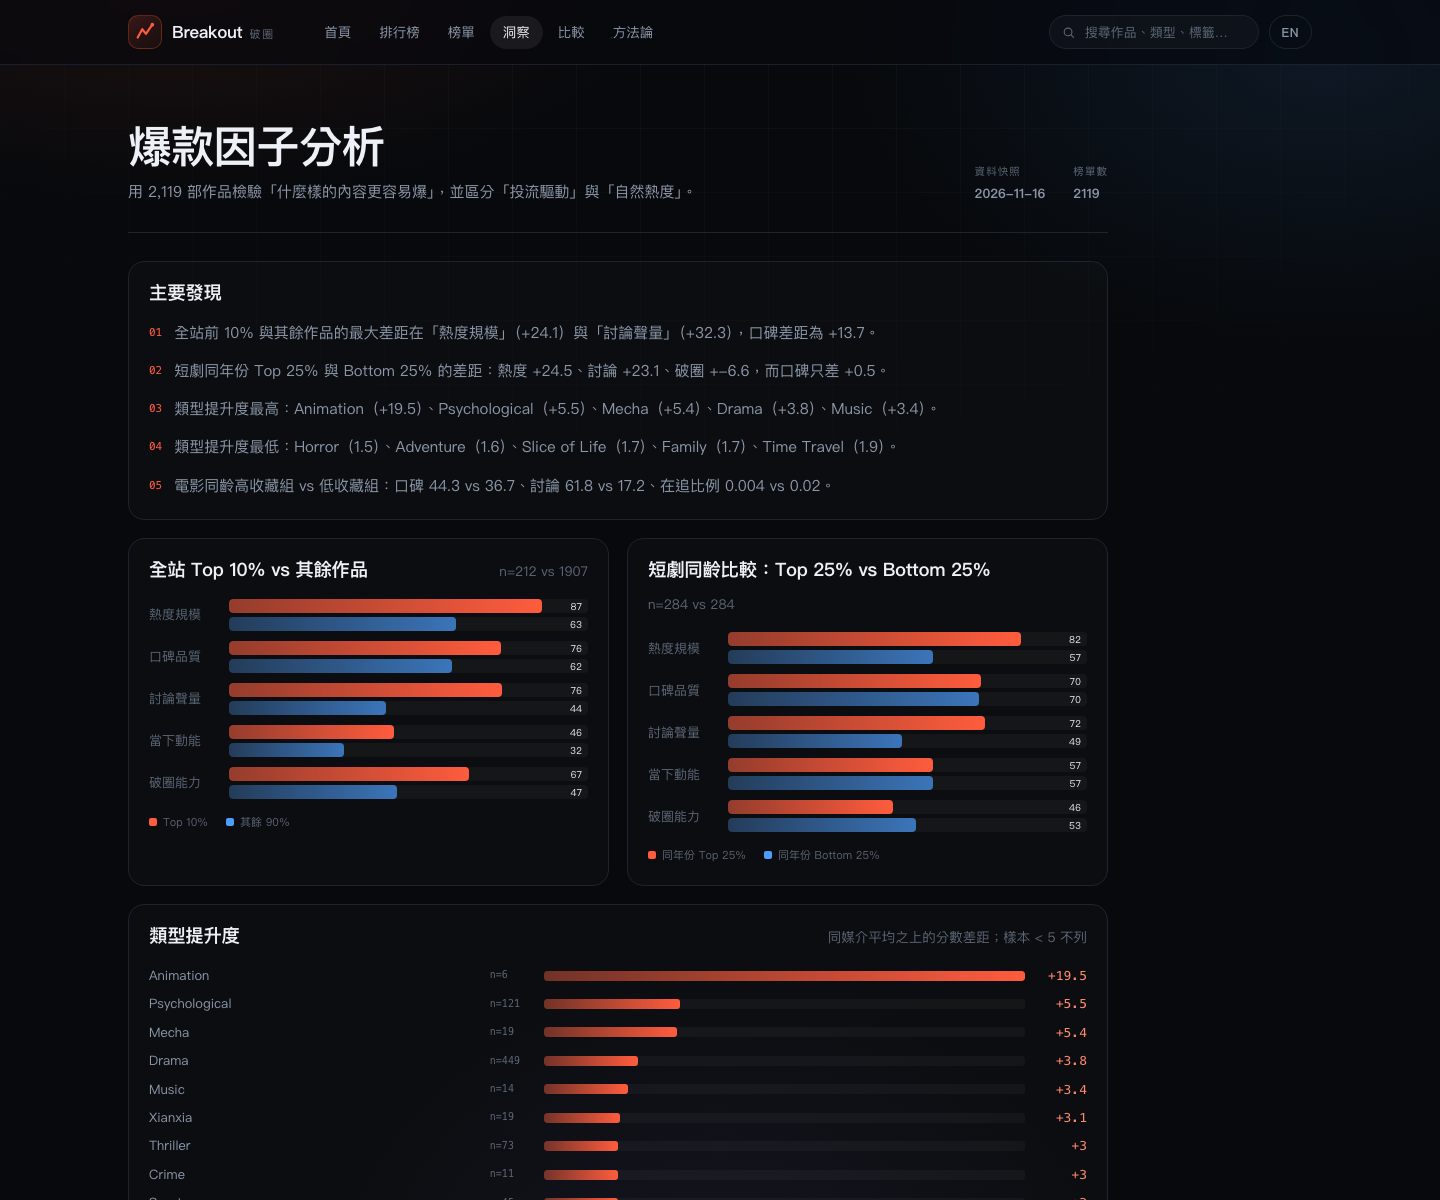 Breakout 破圈
首頁
排行榜
榜單
洞察
比較
方法論
搜尋作品、類型、標籤...
EN
爆款因子分析
用 2,119 部作品檢驗「什麼樣的內容更容易爆」，並區分「投流驅動」與「自然熱度」。
資料快照
2026-11-16
榜單數
2119
主要發現
01 全站前 10% 與其餘作品的最大差距在「熱度規模」（+24.1）與「討論聲量」（+32.3），口碑差距為 +13.7。
02 短劇同年份 Top 25% 與 Bottom 25% 的差距：熱度 +24.5、討論 +23.1、破圈 +-6.6，而口碑只差 +0.5。
03 類型提升度最高：Animation（+19.5）、Psychological（+5.5）、Mecha（+5.4）、Drama（+3.8）、Music（+3.4）。
04 類型提升度最低：Horror（1.5）、Adventure（1.6）、Slice of Life（1.7）、Family（1.7）、Time Travel（1.9）。
05 電影同齡高收藏組 vs 低收藏組：口碑 44.3 vs 36.7、討論 61.8 vs 17.2、在追比例 0.004 vs 0.02。
全站 Top 10% vs 其餘作品
n=212 vs 1907
熱度規模
87
63
口碑品質
76
62
討論聲量
76
44
當下動能
46
32
破圈能力
67
47
Top 10%
其餘 90%
短劇同齡比較：Top 25% vs Bottom 25%
n=284 vs 284
熱度規模
82
57
口碑品質
70
70
討論聲量
72
49
當下動能
57
57
破圈能力
46
53
同年份 Top 25%
同年份 Bottom 25%
類型提升度
同媒介平均之上的分數差距；樣本 < 5 不列
Animation n=6 +19.5
Psychological n=121 +5.5
Mecha n=19 +5.4
Drama n=449 +3.8
Music n=14 +3.4
Xianxia n=19 +3.1
Thriller n=73 +3
Crime n=11 +3